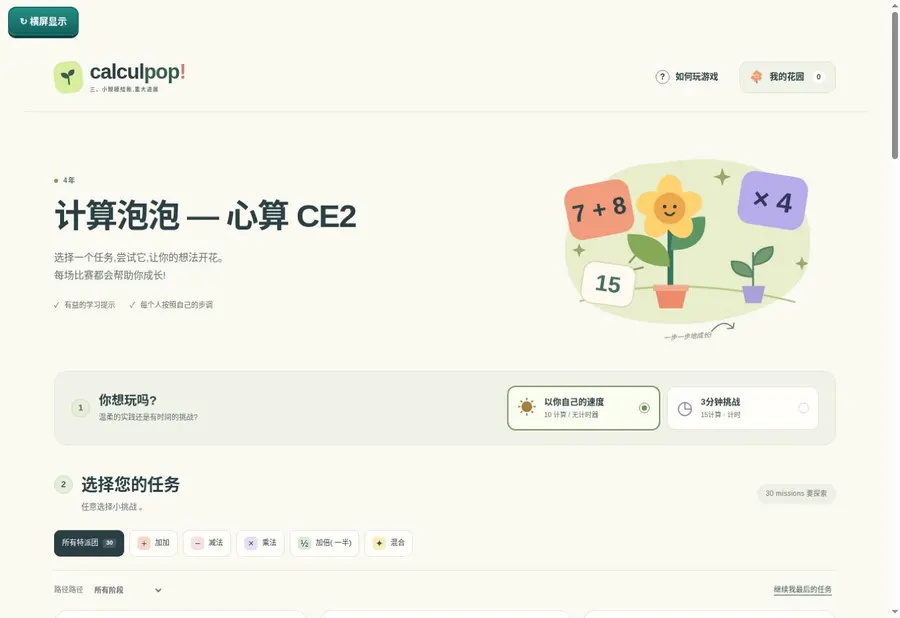 ↻ 横屏显示
calculpop!
三、小规模结账,重大进展
? 如何玩游戏
我的花园 0
4年
计算泡泡 — 心算 CE2
选择一个任务,尝试它,让你的想法开花。
每场比赛都会帮助你成长!
✓ 有益的学习提示 ✓ 每个人按照自己的步调
7 + 8
× 4
15
一步一步地成长!
1
你想玩吗?
温柔的实践还是有时间的挑战?
以你自己的速度
10 计算 / 无计时器
3分钟挑战
15计算 · 计时
2
选择您的任务
任意选择小挑战 。
30 missions 要探索
所有特派团 30
+ 加加
− 减法
× 乘法
½ 加倍( 一半)
✦ 混合
路径路径 所有阶段
继续我最后的任务